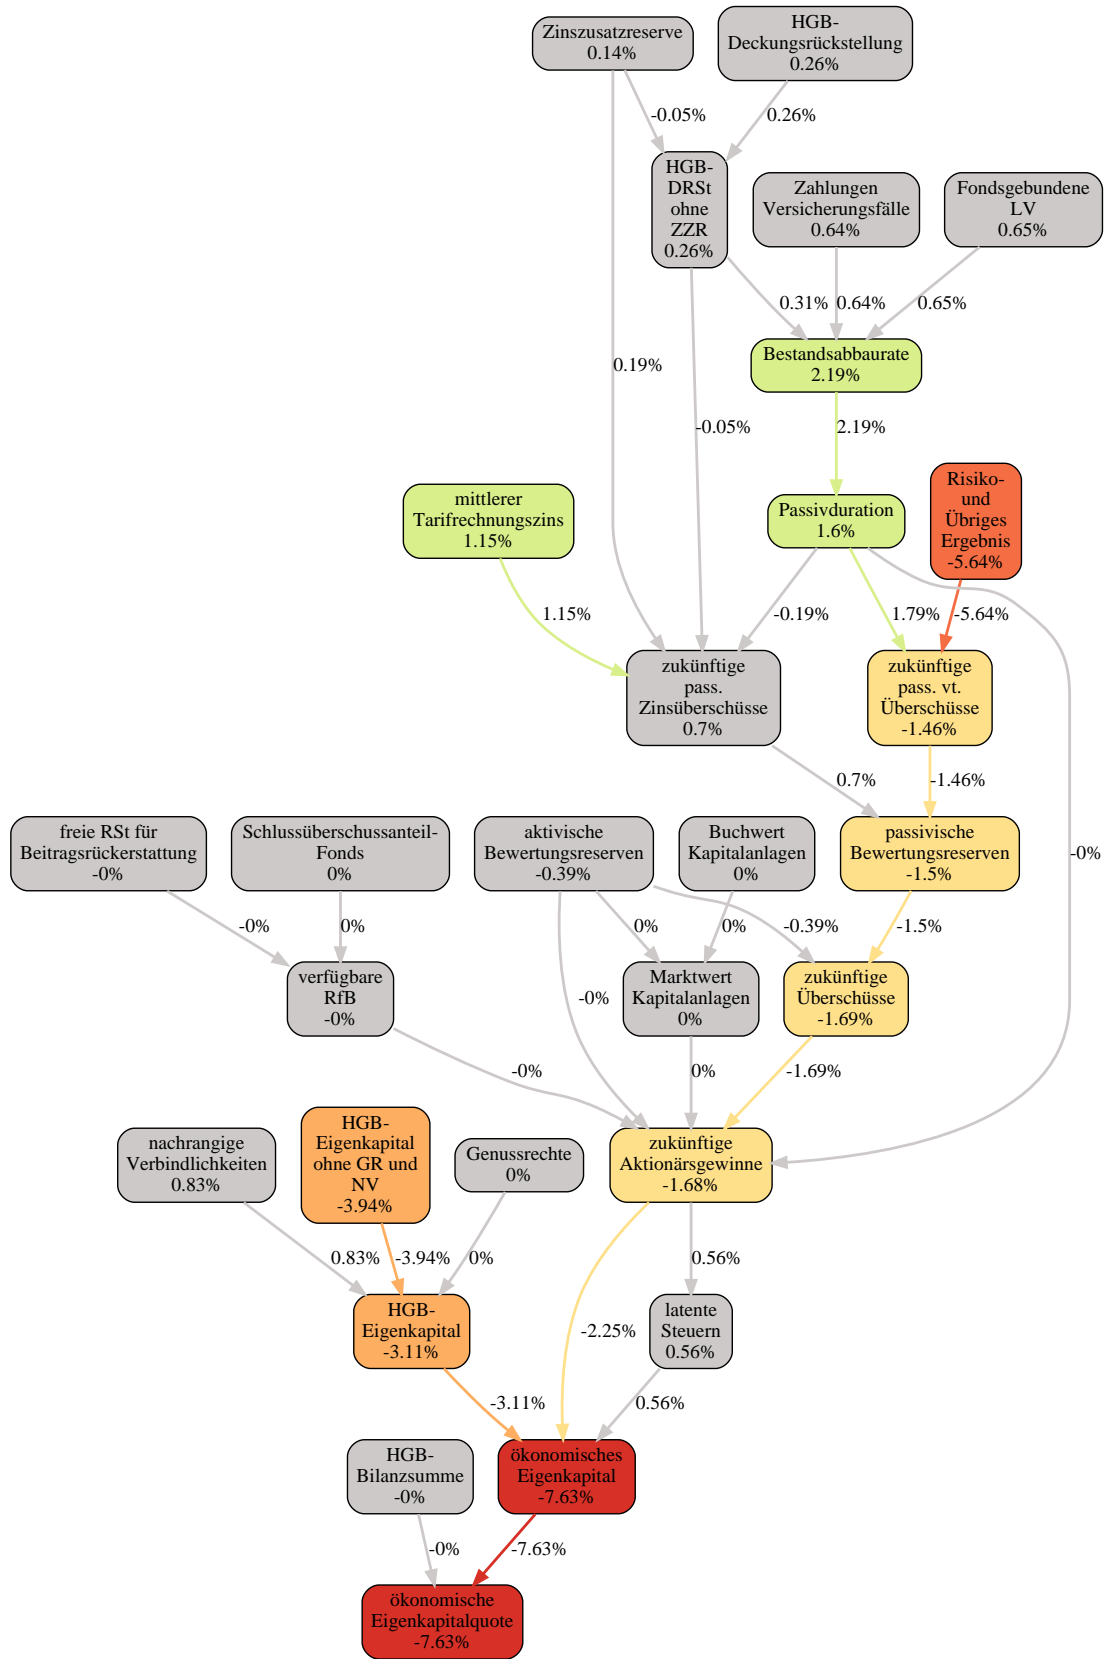 Zinszusatzreserve
0.14%
HGB-
Deckungsrückstellung
0.26%
-0.05%
0.26%
HGB-
DRSt
ohne
ZZR
0.26%
Zahlungen
Versicherungsfälle
0.64%
Fondsgebundene
LV
0.65%
0.31%
0.64%
0.65%
Bestandsabbaurate
2.19%
0.19%
-0.05%
2.19%
mittlerer
Tarifrechnungszins
1.15%
Passivduration
1.6%
Risiko-
und
Übriges
Ergebnis
-5.64%
1.15%
-0.19%
1.79%
-5.64%
zukünftige
pass.
Zinsüberschüsse
0.7%
zukünftige
pass. vt.
Überschüsse
-1.46%
0.7%
-1.46%
freie RSt für
Beitragsrückerstattung
-0%
Schlussüberschussanteil-
Fonds
0%
aktivische
Bewertungsreserven
-0.39%
Buchwert
Kapitalanlagen
0%
passivische
Bewertungsreserven
-1.5%
-0%
-0%
0%
0%
0%
-0.39%
-1.5%
verfügbare
RfB
-0%
-0%
Marktwert
Kapitalanlagen
0%
zukünftige
Überschüsse
-1.69%
-0%
0%
-1.69%
nachrangige
Verbindlichkeiten
0.83%
HGB-
Eigenkapital
ohne GR und
NV
-3.94%
Genussrechte
0%
zukünftige
Aktionärsgewinne
-1.68%
0.83%
-3.94%
0%
0.56%
HGB-
Eigenkapital
-3.11%
-2.25%
latente
Steuern
0.56%
-3.11%
0.56%
HGB-
Bilanzsumme
-0%
ökonomisches
Eigenkapital
-7.63%
-0%
-7.63%
ökonomische
Eigenkapitalquote
-7.63%